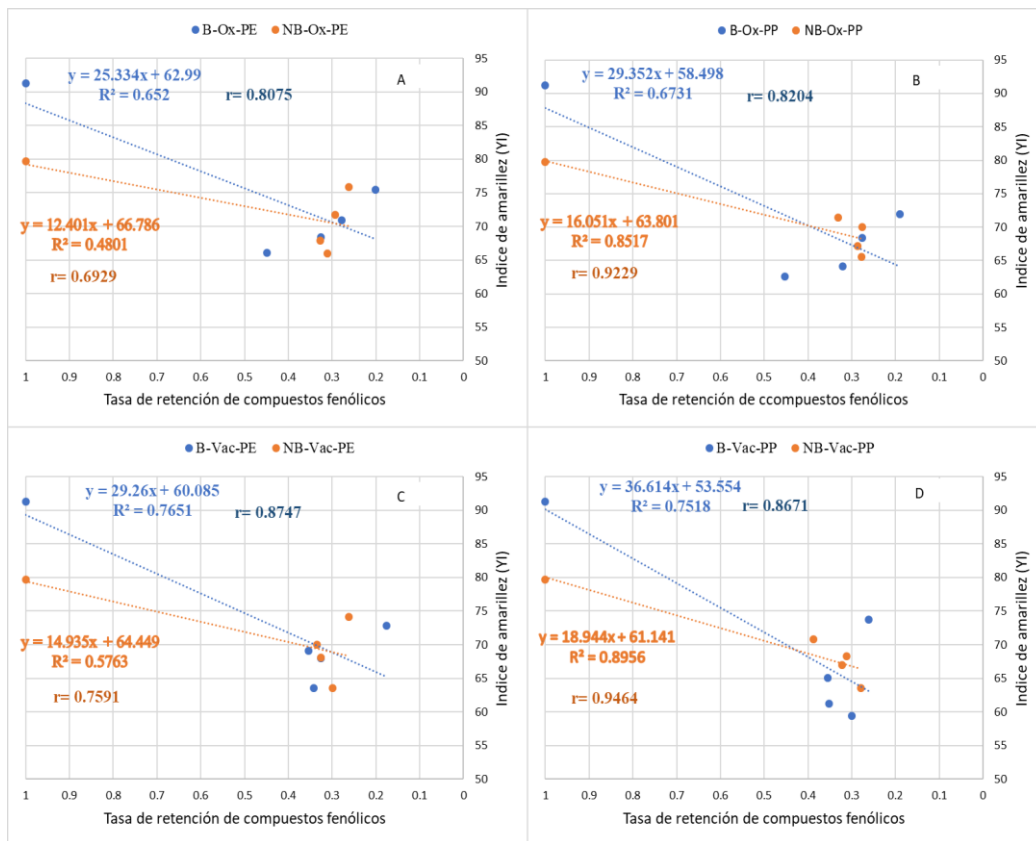 B-Ox-PE NB-Ox-PE
y = 25.334x + 62.99
R² = 0.652
r= 0.8075
A
y = 12.401x + 66.786
R² = 0.4801
r= 0.6929
95
90
85
80
75
70
65
60
55
50
Indice de amarillez (YI)
1 0.9 0.8 0.7 0.6 0.5 0.4 0.3 0.2 0.1 0
Tasa de retención de compuestos fenólicos
B-Ox-PP NB-Ox-PP
y = 29.352x + 58.498
R² = 0.6731
r= 0.8204
B
y = 16.051x + 63.801
R² = 0.8517
r= 0.9229
95
90
85
80
75
70
65
60
55
50
Indice de amarillez (YI)
1 0.9 0.8 0.7 0.6 0.5 0.4 0.3 0.2 0.1 0
Tasa de retención de ccompuestos fenólicos
B-Vac-PE NB-Vac-PE
y = 29.26x + 60.085
R² = 0.7651
r= 0.8747
C
y = 14.935x + 64.449
R² = 0.5763
r= 0.7591
95
90
85
80
75
70
65
60
55
50
Indice de amarillez (YI)
1 0.9 0.8 0.7 0.6 0.5 0.4 0.3 0.2 0.1 0
Tasa de retención de compuestos fenólicos
B-Vac-PP NB-Vac-PP
y = 36.614x + 53.554
R² = 0.7518
r= 0.8671
D
y = 18.944x + 61.141
R² = 0.8956
r= 0.9464
95
90
85
80
75
70
65
60
55
50
Indice de amarillez (YI)
1 0.9 0.8 0.7 0.6 0.5 0.4 0.3 0.2 0.1 0
Tasa de retención de compuestos fenólicos